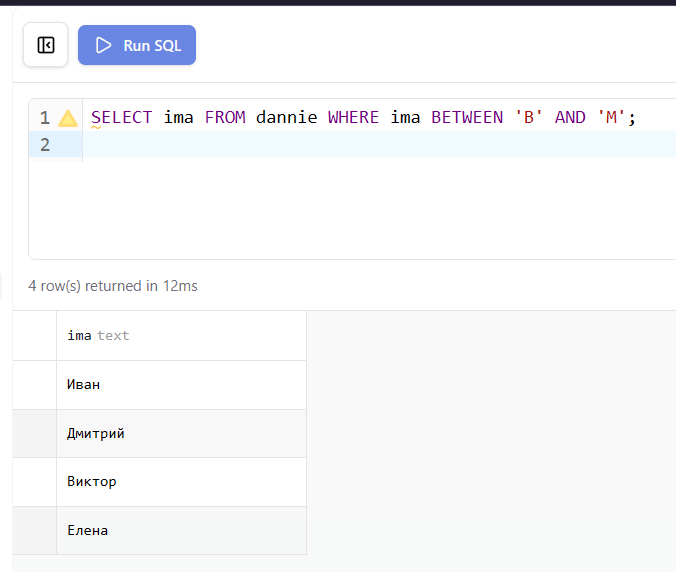 Run SQL
1 SELECT ima FROM dannie WHERE ima BETWEEN 'В' AND 'М';
2
4 row(s) returned in 12ms
ima text
Иван
Дмитрий
Виктор
Елена